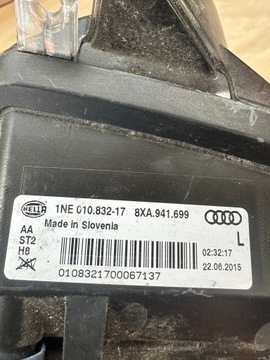 HELLA
1NE 010.832-17 8XA.941.699
Made in Slovenia
AA
ST2
H8
L
02:32:17
22.06.2015
0108321700067137